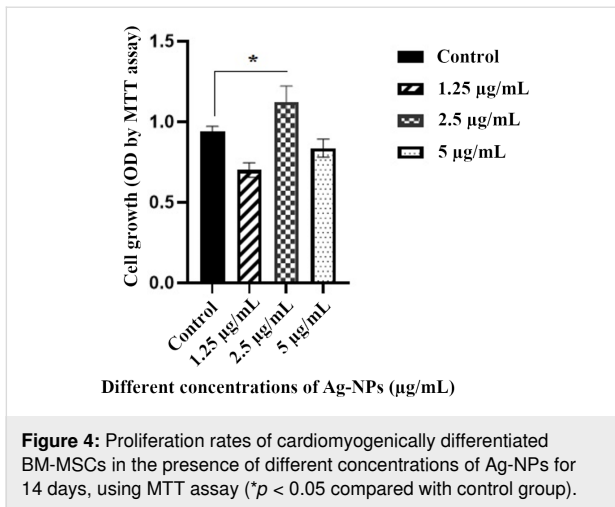 1.5
1.0
0.5
0.0
Cell growth (OD by MTT assay)
*
Control
1.25 µg/mL
2.5 µg/mL
5 µg/mL
Control
1.25 µg/mL
2.5 µg/mL
5 µg/mL
Different concentrations of Ag-NPs (µg/mL)
Figure 4: Proliferation rates of cardiomyogenically differentiated
BM-MSCs in the presence of different concentrations of Ag-NPs for
14 days, using MTT assay (*p < 0.05 compared with control group).